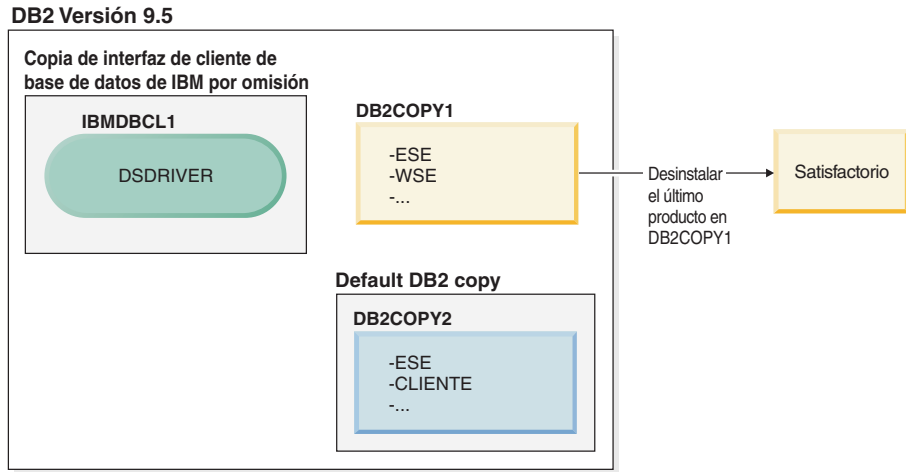 DB2 Versión 9.5
Copia de interfaz de cliente de
base de datos de IBM por omisión
IBMDBCL1
DSDRIVER
DB2COPY1
-ESE
-WSE
-...
Desinstalar
el último
producto en
DB2COPY1
Satisfactorio
Default DB2 copy
DB2COPY2
-ESE
-CLIENTE
-...